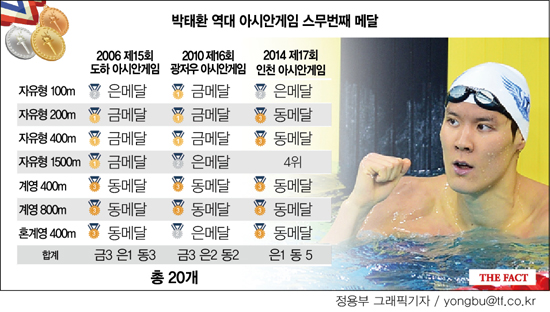 박태환 역대 아시안게임 스무번째 메달
2006 제15회 2010 제16회 2014 제17회
도하 아시안게임 광저우 아시안게임 인천 아시안게임
자유형 100m 은메달 금메달 은메달
자유형 200m 금메달 금메달 동메달
자유형 400m 금메달 금메달 동메달
자유형 1500m 금메달 은메달 4위
계영 400m 동메달 동메달 동메달
계영 800m 동메달 동메달 동메달
혼계영 400m 동메달 은메달 동메달
합계 금3 은1 동3 금3 은2 동2 은1 동 5
총 20개
THE FACT
정용부 그래픽기자 / yongbu@tf.co.kr